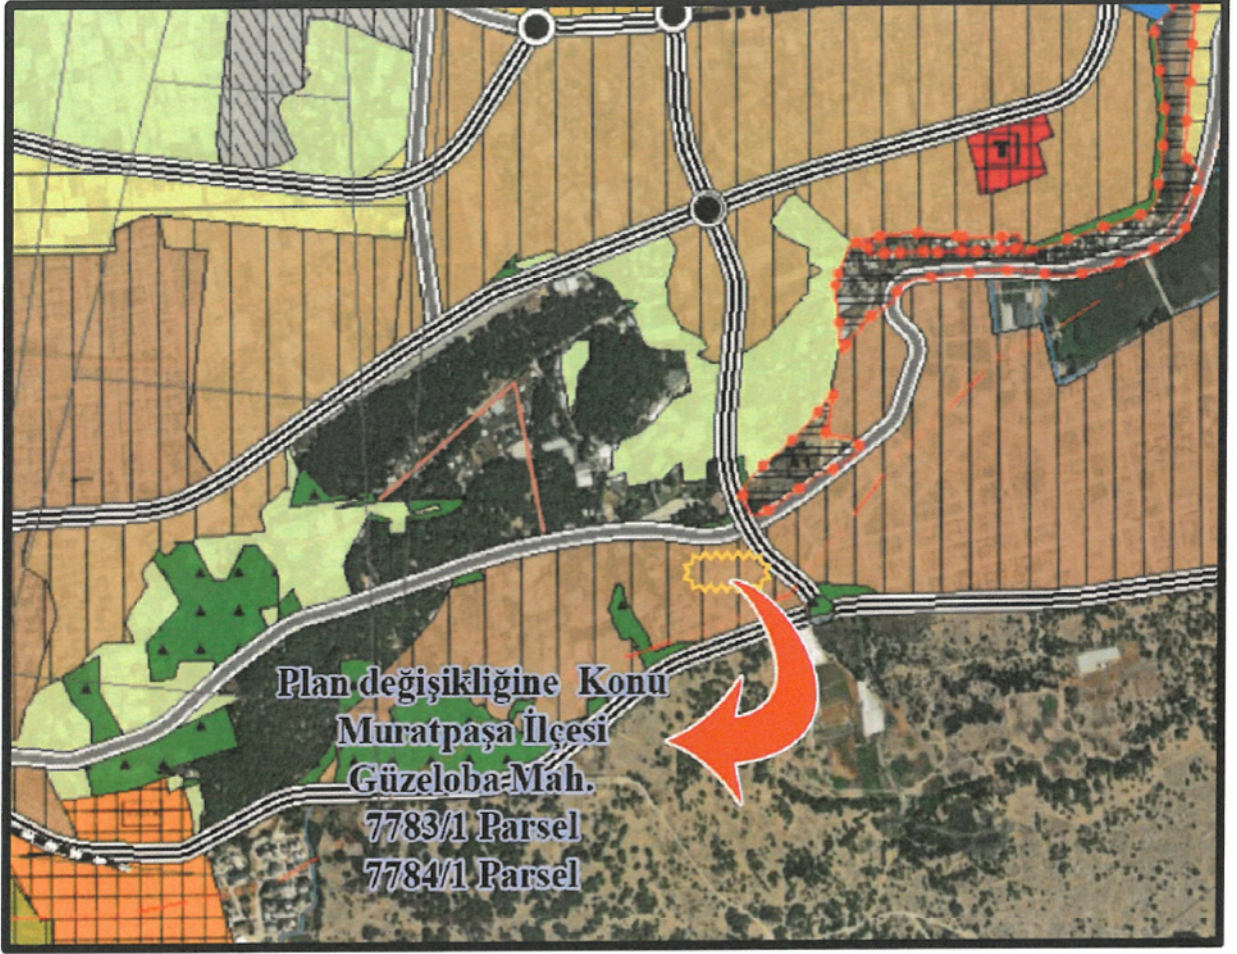 T
Plan değişikliğine Konu
Muratpaşa İlçesi
Güzeloba Mah.
7783/1 Parsel
7784/1 Parsel